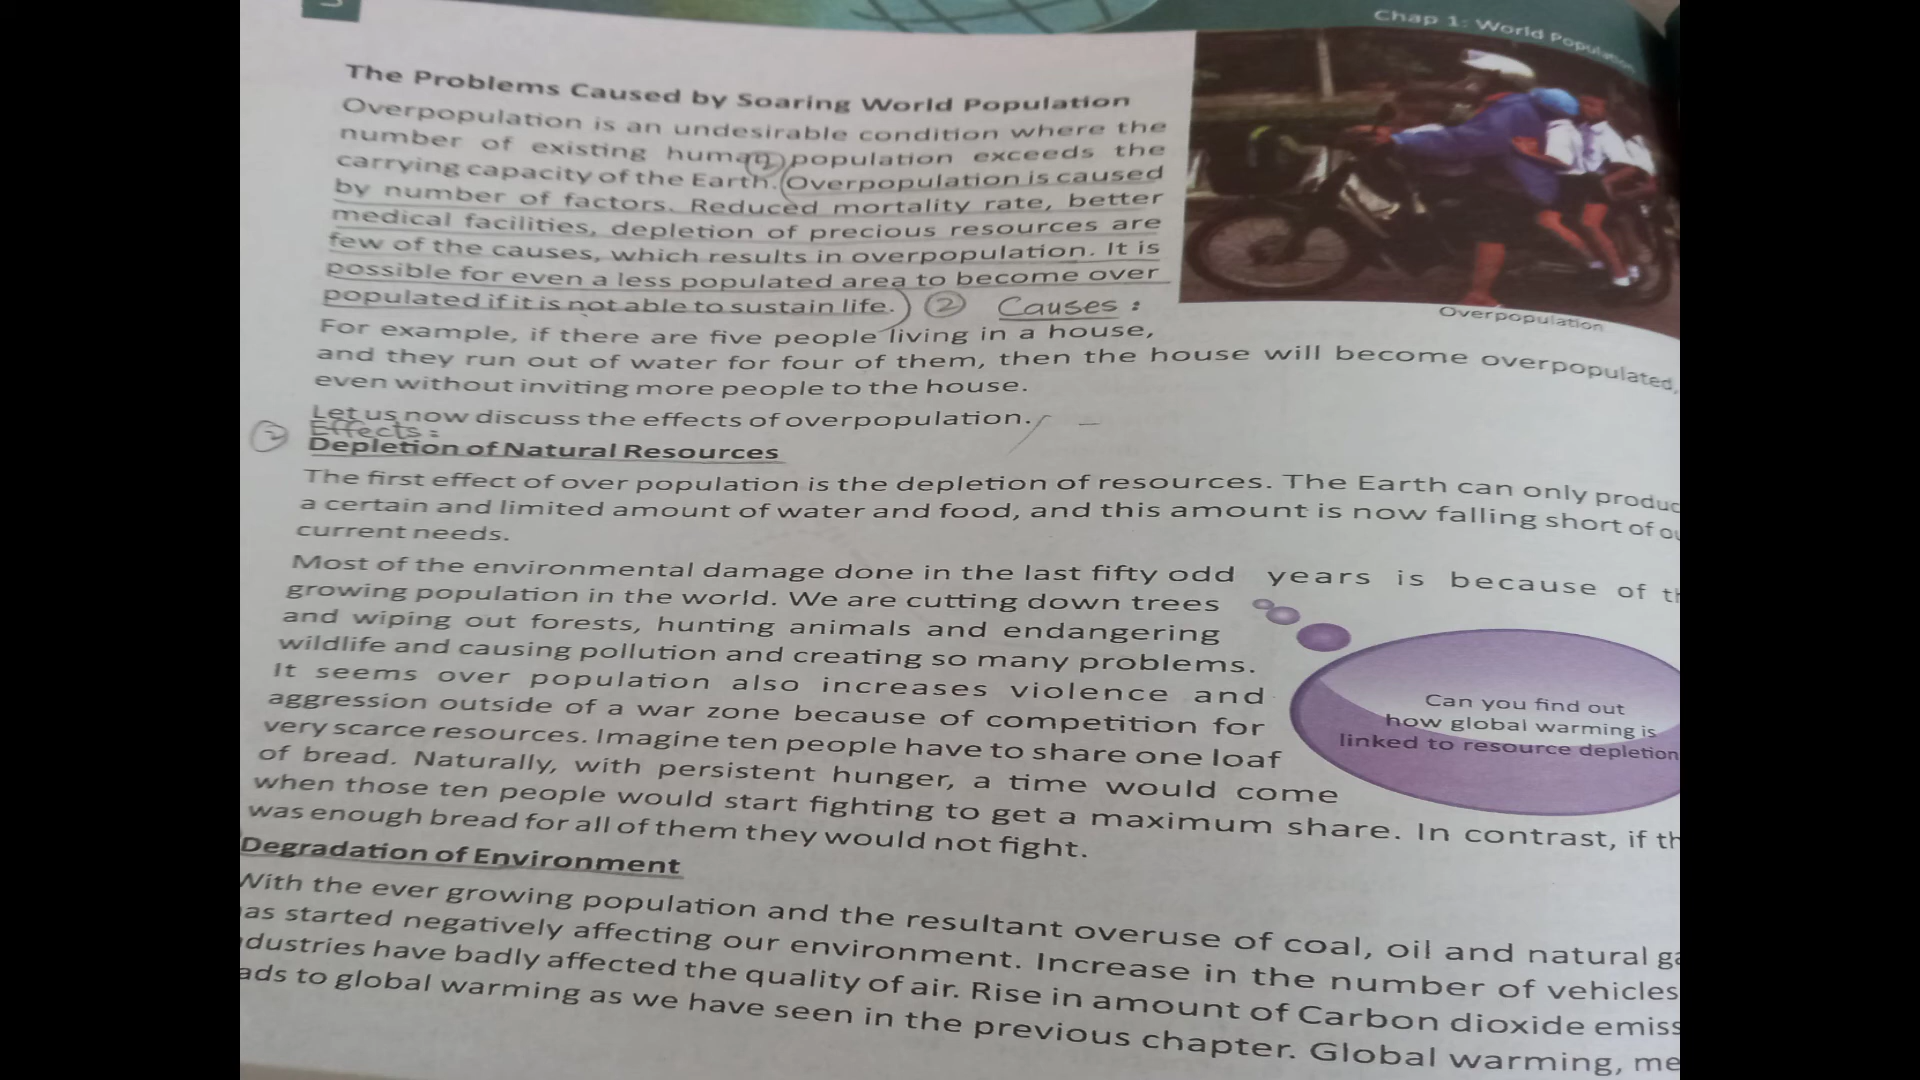 Chap 1: World Population
The Problems Caused by Soaring World Population
Overpopulation is an undesirable condition where the
number of existing human population exceeds the
carrying capacity of the Earth. (Overpopulation is caused
by number of factors. Reduced mortality rate, better
medical facilities, depletion of precious resources are
few of the causes, which results in overpopulation. It is
possible for even a less populated area to become over
populated if it is not able to sustain life.) ② Causes :
Overpopulation
For example, if there are five people living in a house,
and they run out of water for four of them, then the house will become overpopulated,
even without inviting more people to the house.
Let us now discuss the effects of overpopulation.
Effects :
Depletion of Natural Resources
The first effect of over population is the depletion of resources. The Earth can only produc
a certain and limited amount of water and food, and this amount is now falling short of ou
current needs.
Most of the environmental damage done in the last fifty odd years is because of th
growing population in the world. We are cutting down trees
and wiping out forests, hunting animals and endangering
wildlife and causing pollution and creating so many problems.
It seems over population also increases violence and
aggression outside of a war zone because of competition for
very scarce resources. Imagine ten people have to share one loaf
of bread. Naturally, with persistent hunger, a time would come
when those ten people would start fighting to get a maximum share. In contrast, if th
was enough bread for all of them they would not fight.
Can you find out
how global warming is
linked to resource depletion
Degradation of Environment
With the ever growing population and the resultant overuse of coal, oil and natural ga
as started negatively affecting our environment. Increase in the number of vehicles
dustries have badly affected the quality of air. Rise in amount of Carbon dioxide emiss
ads to global warming as we have seen in the previous chapter. Global warming, me